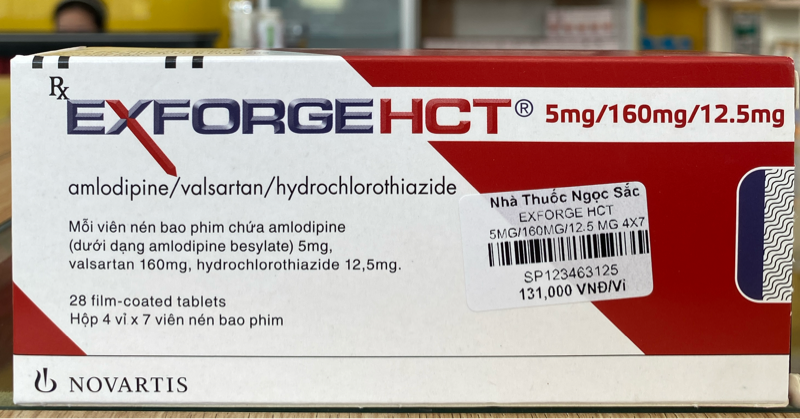 Rx
EXFORGE HCT® 5mg/160mg/12.5mg
amlodipine/valsartan/hydrochlorothiazide
Mỗi viên nén bao phim chứa amlodipine
(dưới dạng amlodipine besylate) 5mg,
valsartan 160mg, hydrochlorothiazide 12,5mg.
28 film-coated tablets
Hộp 4 vỉ x 7 viên nén bao phim
Nhà Thuốc Ngọc Sắc
EXFORGE HCT
5MG/160MG/12.5 MG 4X7
SP123463125
131,000 VNĐ/Vỉ
NOVARTIS